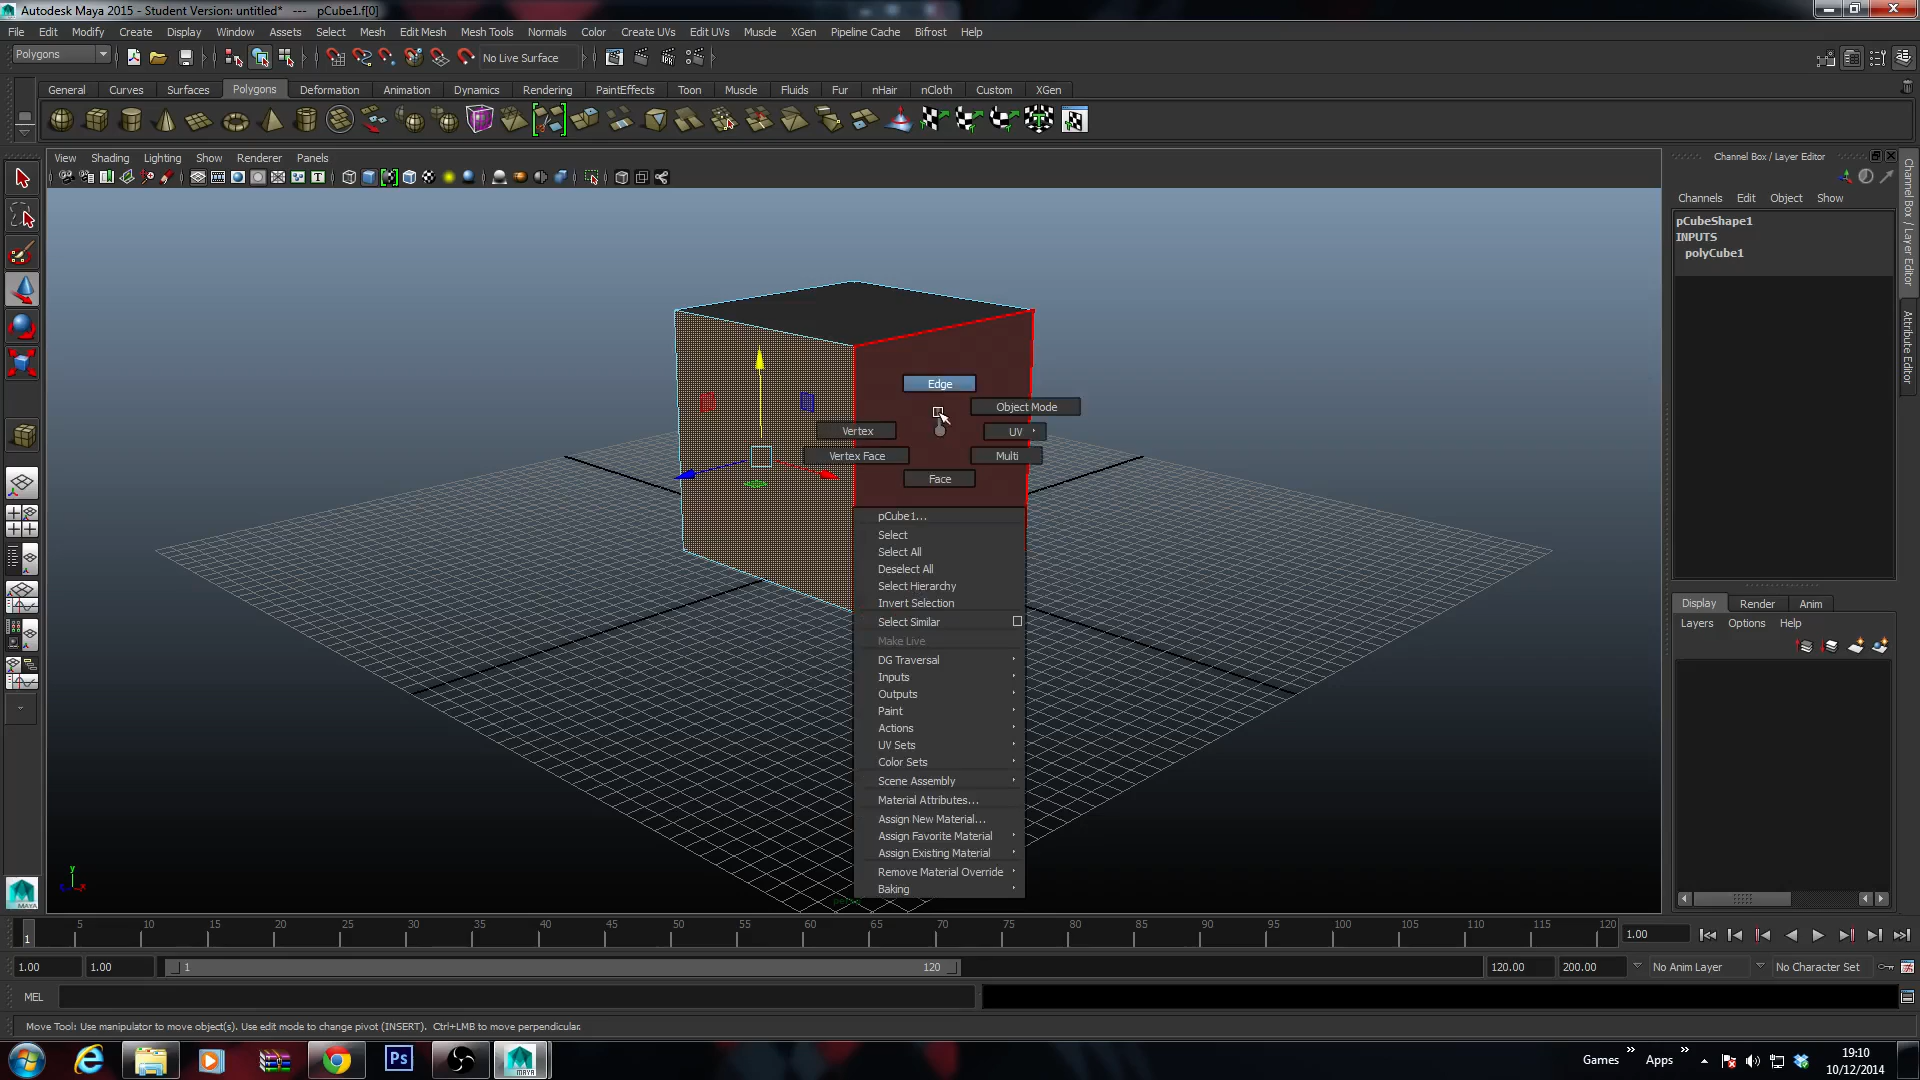 Autodesk Maya 2015 - Student Version: untitled*   ---   pCube1.f[0]
File Edit Modify Create Display Window Assets Select Mesh Edit Mesh Mesh Tools Normals Color Create UVs Edit UVs Muscle XGen Pipeline Cache Bifrost Help
Polygons No Live Surface
General Curves Surfaces Polygons Deformation Animation Dynamics Rendering PaintEffects Toon Muscle Fluids Fur nHair nCloth Custom XGen
View Shading Lighting Show Renderer Panels
Channel Box / Layer Editor
Channels Edit Object Show
pCubeShape1
INPUTS
polyCube1
Channel Box / Layer Editor
Attribute Editor
Edge
Object Mode
Vertex UV
Vertex Face Multi
Face
pCube1...
Select
Select All
Deselect All
Select Hierarchy
Invert Selection
Select Similar
Make Live
DG Traversal
Inputs
Outputs
Paint
Actions
UV Sets
Color Sets
Scene Assembly
Material Attributes...
Assign New Material...
Assign Favorite Material
Assign Existing Material
Remove Material Override
Baking
Display Render Anim
Layers Options Help
y
MAYA
1 5 10 15 20 25 30 35 40 45 50 55 60 65 70 75 80 85 90 95 100 105 110 115 120 1.00
1.00 1.00 1 120 120.00 200.00 No Anim Layer No Character Set
MEL
Move Tool: Use manipulator to move object(s). Use edit mode to change pivot (INSERT).  Ctrl+LMB to move perpendicular.
Ps MAYA Games » Apps » 19:10
10/12/2014